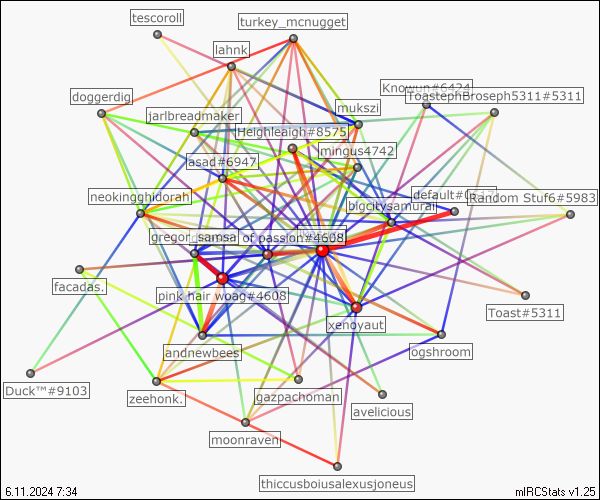 tescoroll
turkey_mcnugget
lahnk
Knowun#6424
ToastephBroseph5311#5311
doggerdig
mukszi
jarlbreadmaker
Heighleaigh#8575
mingus4742
asad#6947
neokingghidorah
Random Stuf6#5983
bigcitysamurai
gregor_samsa
of passion#4608
facadas.
pink hair woag#4608
Toast#5311
xenoyaut
andnewbees
ogshroom
Duck™#9103
zeehonk.
gazpachoman
avelicious
moonraven
thiccusboiusalexusjoneus
6.11.2024 7:34
mIRCStats v1.25